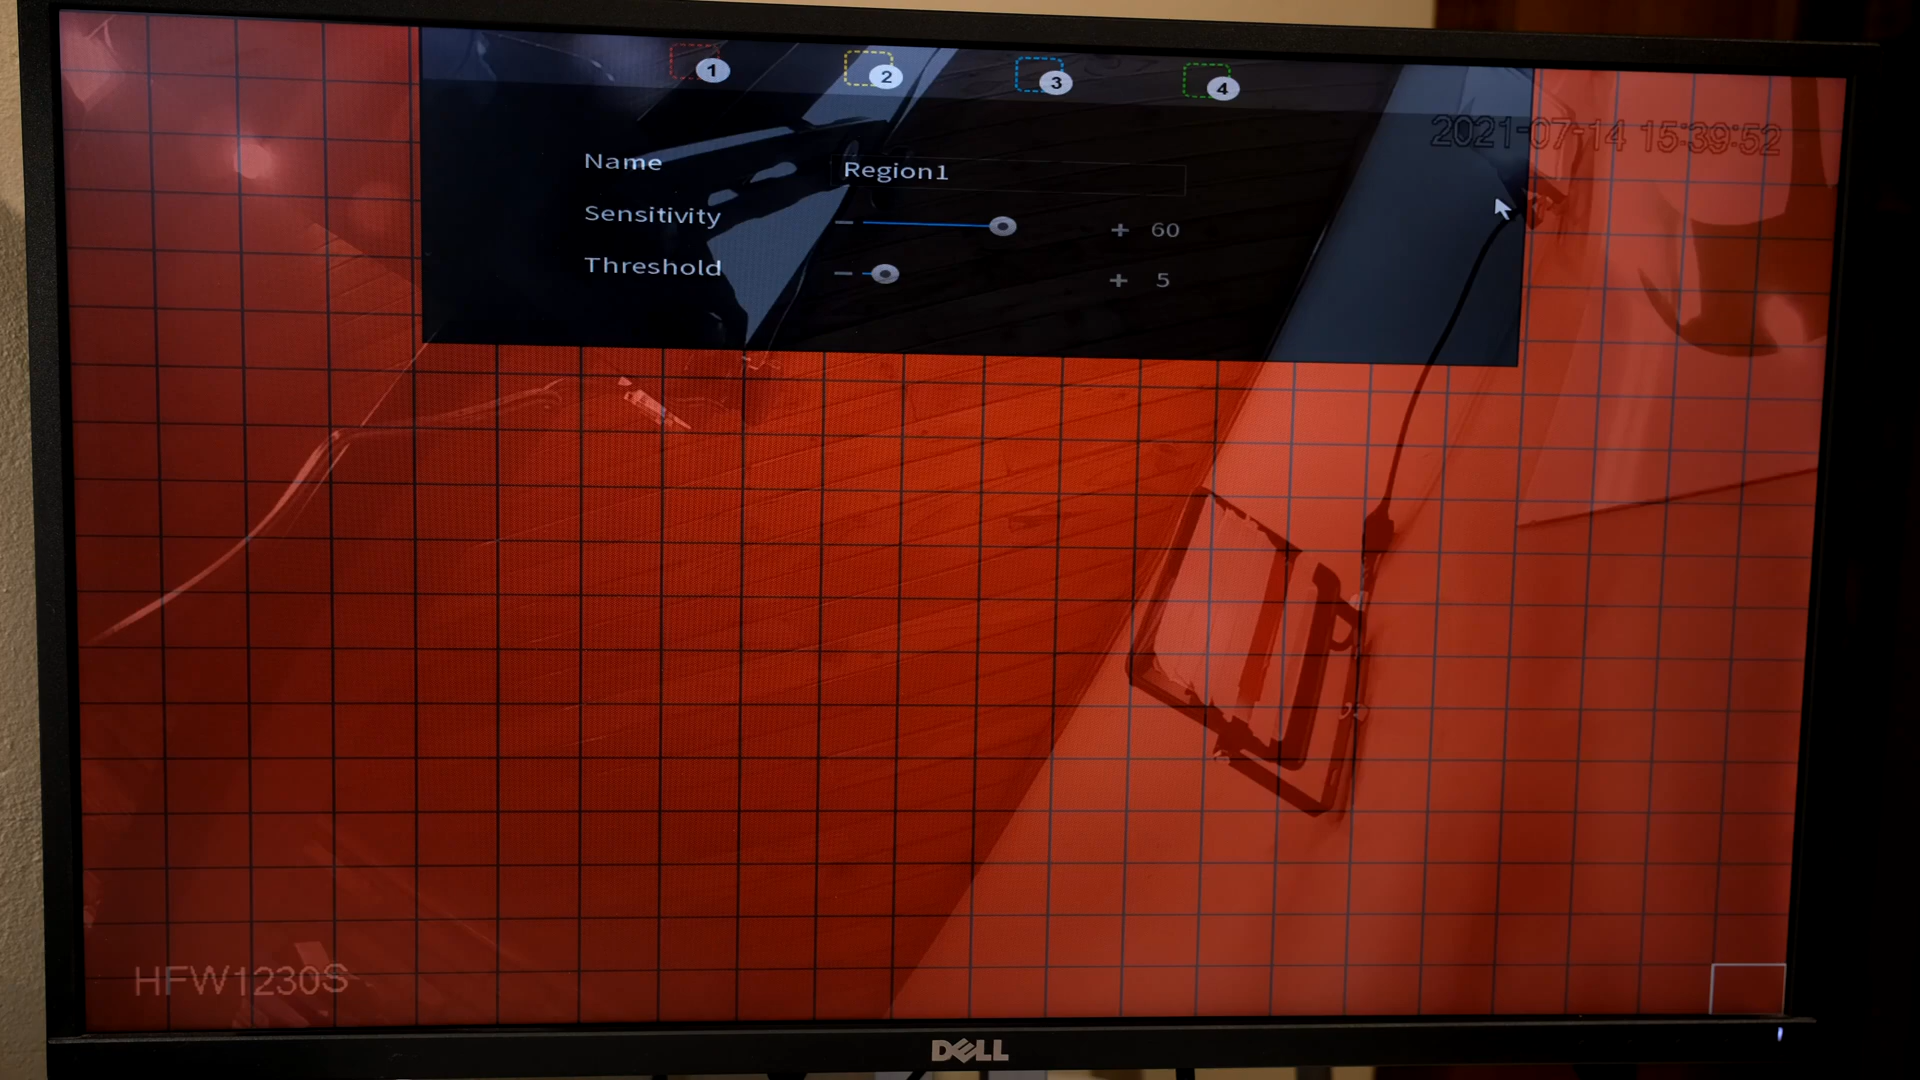 1
2
3
4
2021-07-14 15:39:52
Name
Region1
Sensitivity
60
Threshold
5
HFW1230S
DELL